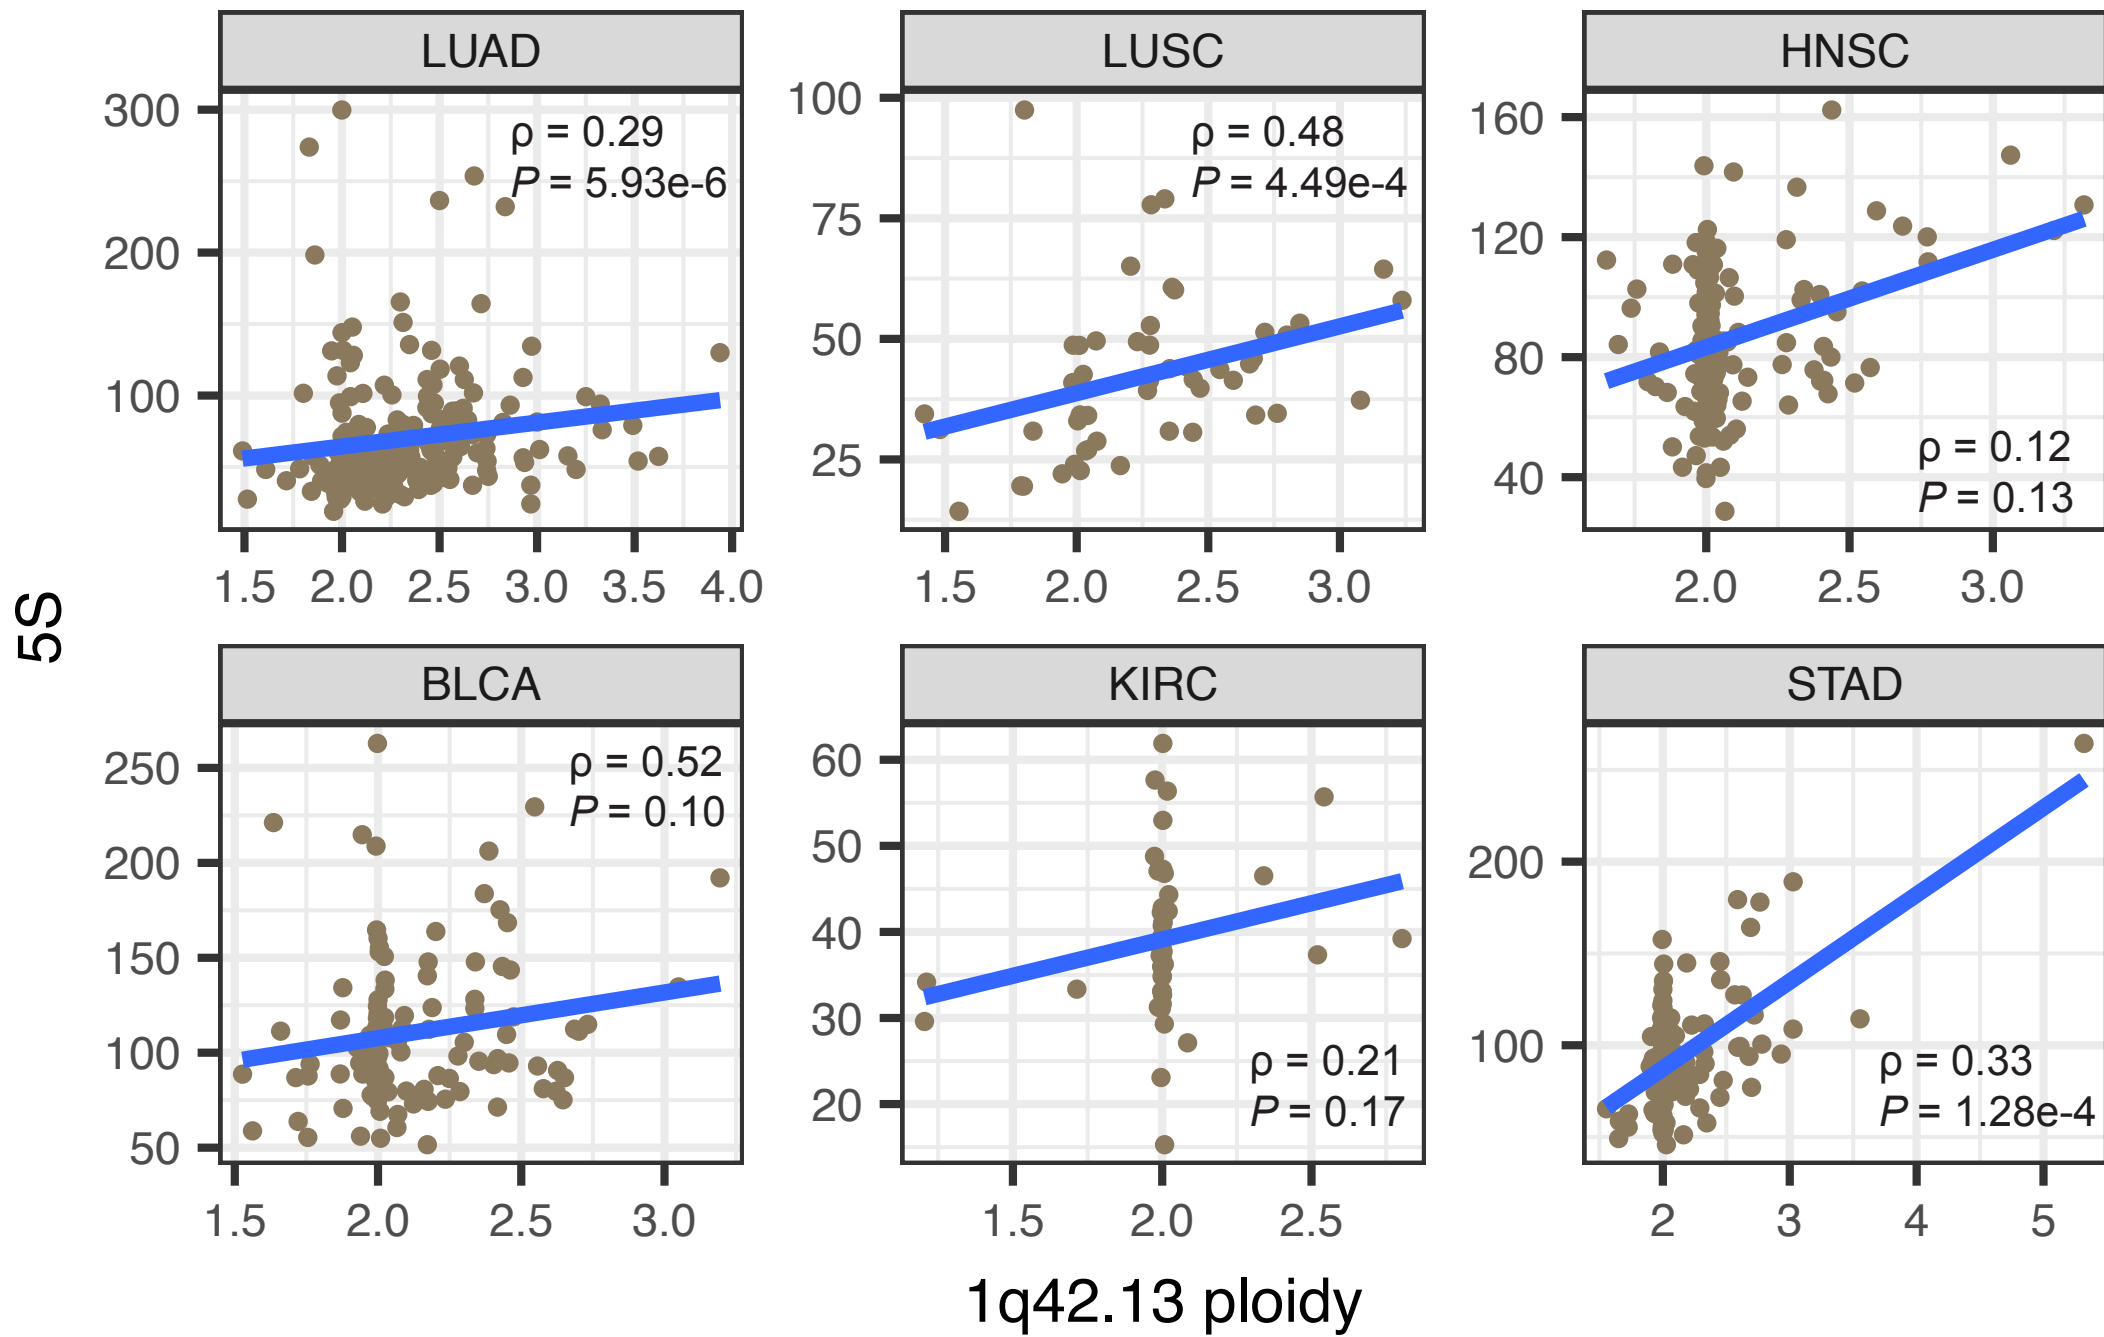 LUAD
LUSC
HNSC
300
200
100
ρ = 0.29
P = 5.93e-6
1.5 2.0 2.5 3.0 3.5 4.0
100
75
50
25
ρ = 0.48
P = 4.49e-4
1.5 2.0 2.5 3.0
160
120
80
40
ρ = 0.12
P = 0.13
2.0 2.5 3.0
5S
BLCA
KIRC
STAD
250
200
150
100
50
ρ = 0.52
P = 0.10
1.5 2.0 2.5 3.0
60
50
40
30
20
ρ = 0.21
P = 0.17
1.5 2.0 2.5
200
100
ρ = 0.33
P = 1.28e-4
2 3 4 5
1q42.13 ploidy